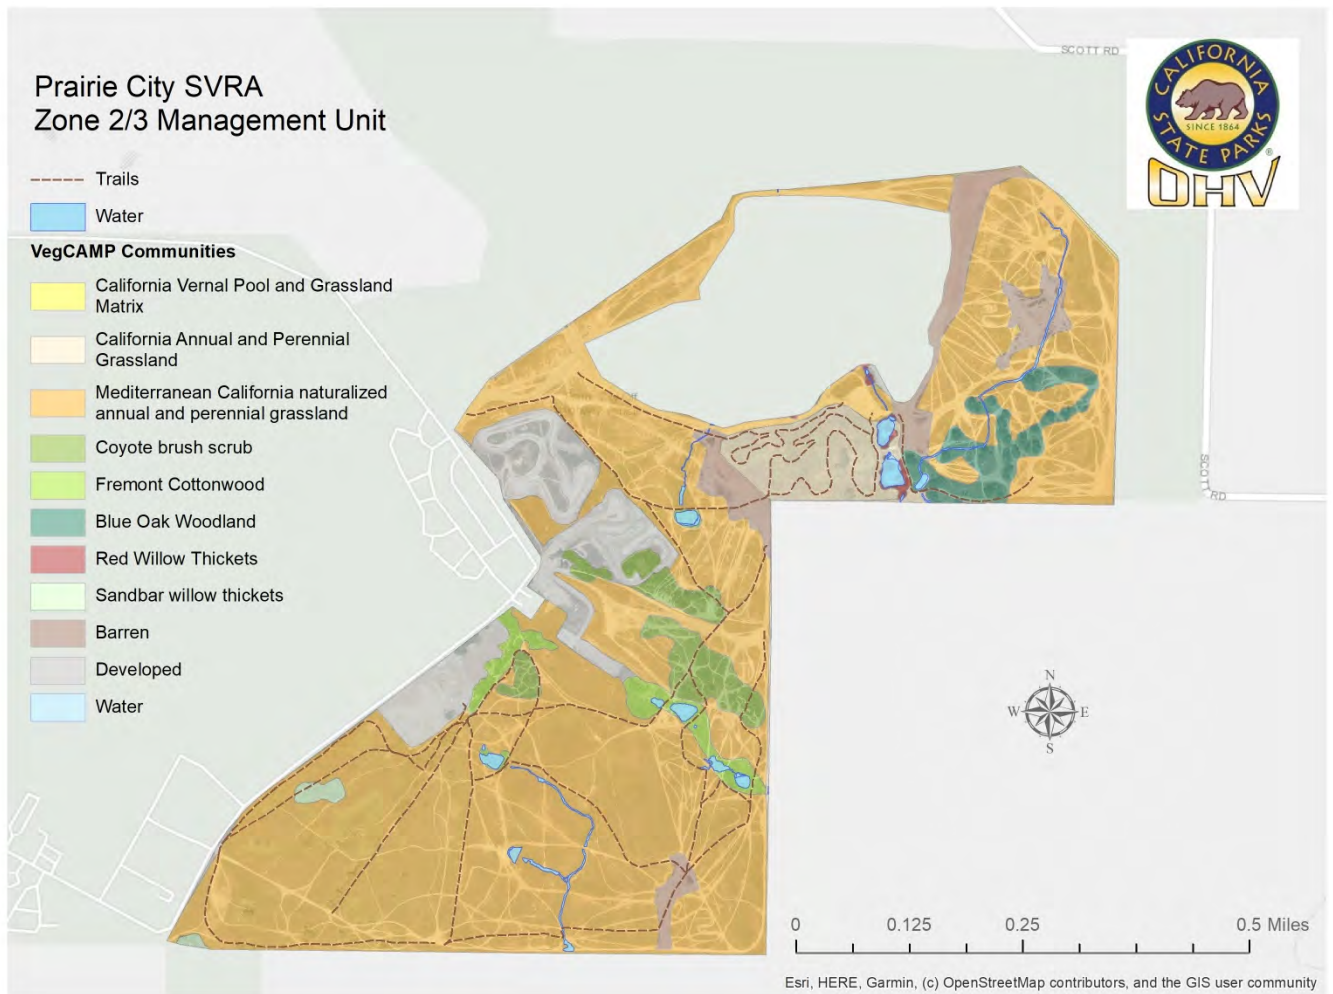 SCOTT RD
CALIFORNIA
STATE PARKS
SINCE 1864
OHV
®
Prairie City SVRA
Zone 2/3 Management Unit
Trails
Water
VegCAMP Communities
California Vernal Pool and Grassland
Matrix
California Annual and Perennial
Grassland
Mediterranean California naturalized
annual and perennial grassland
Coyote brush scrub
Fremont Cottonwood
Blue Oak Woodland
Red Willow Thickets
Sandbar willow thickets
Barren
Developed
Water
SCOTT RD
N
W E
S
0 0.125 0.25 0.5 Miles
Esri, HERE, Garmin, (c) OpenStreetMap contributors, and the GIS user community